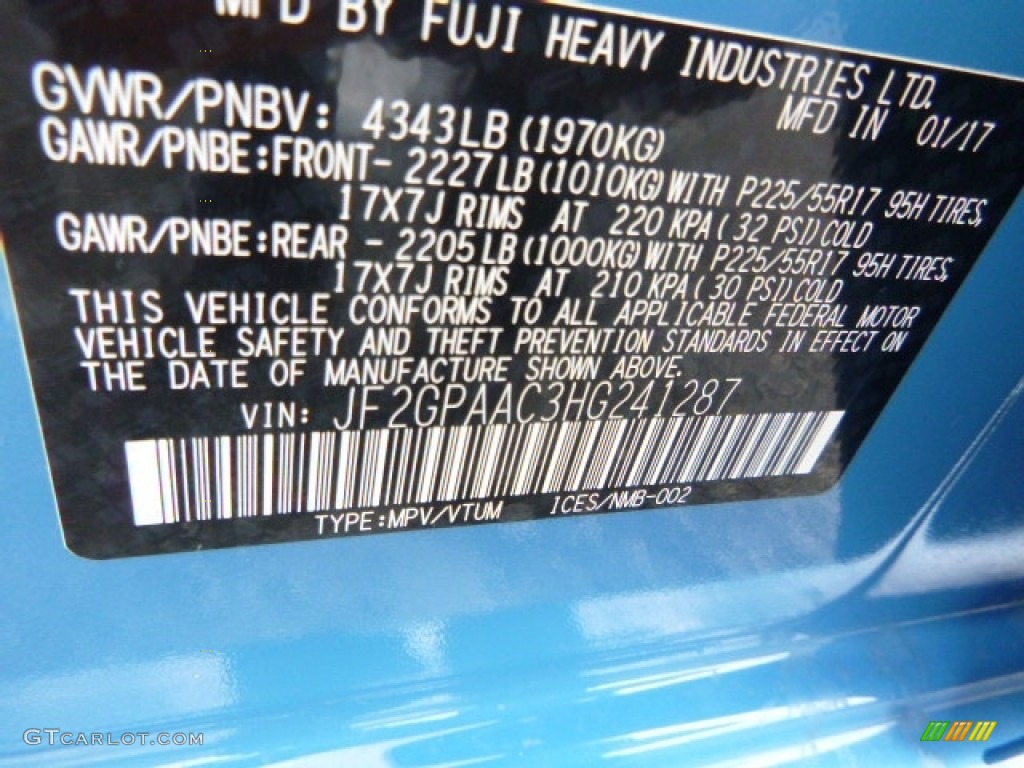 MFD BY FUJI HEAVY INDUSTRIES LTD.
MFD IN 01/17
GVWR/PNBV: 4343LB (1970KG)
GAWR/PNBE:FRONT- 2227LB(1010KG)WITH P225/55R17 95H TIRES,
17X7J RIMS AT 220 KPA( 32 PSI)COLD
GAWR/PNBE:REAR - 2205LB(1000KG)WITH P225/55R17 95H TIRES,
17X7J RIMS AT 210 KPA( 30 PSI)COLD
THIS VEHICLE CONFORMS TO ALL APPLICABLE FEDERAL MOTOR
VEHICLE SAFETY AND THEFT PREVENTION STANDARDS IN EFFECT ON
THE DATE OF MANUFACTURE SHOWN ABOVE.
VIN: JF2GPAAC3HG241287
TYPE:MPV/VTUM ICES/NMB-002
GTCARLOT.COM